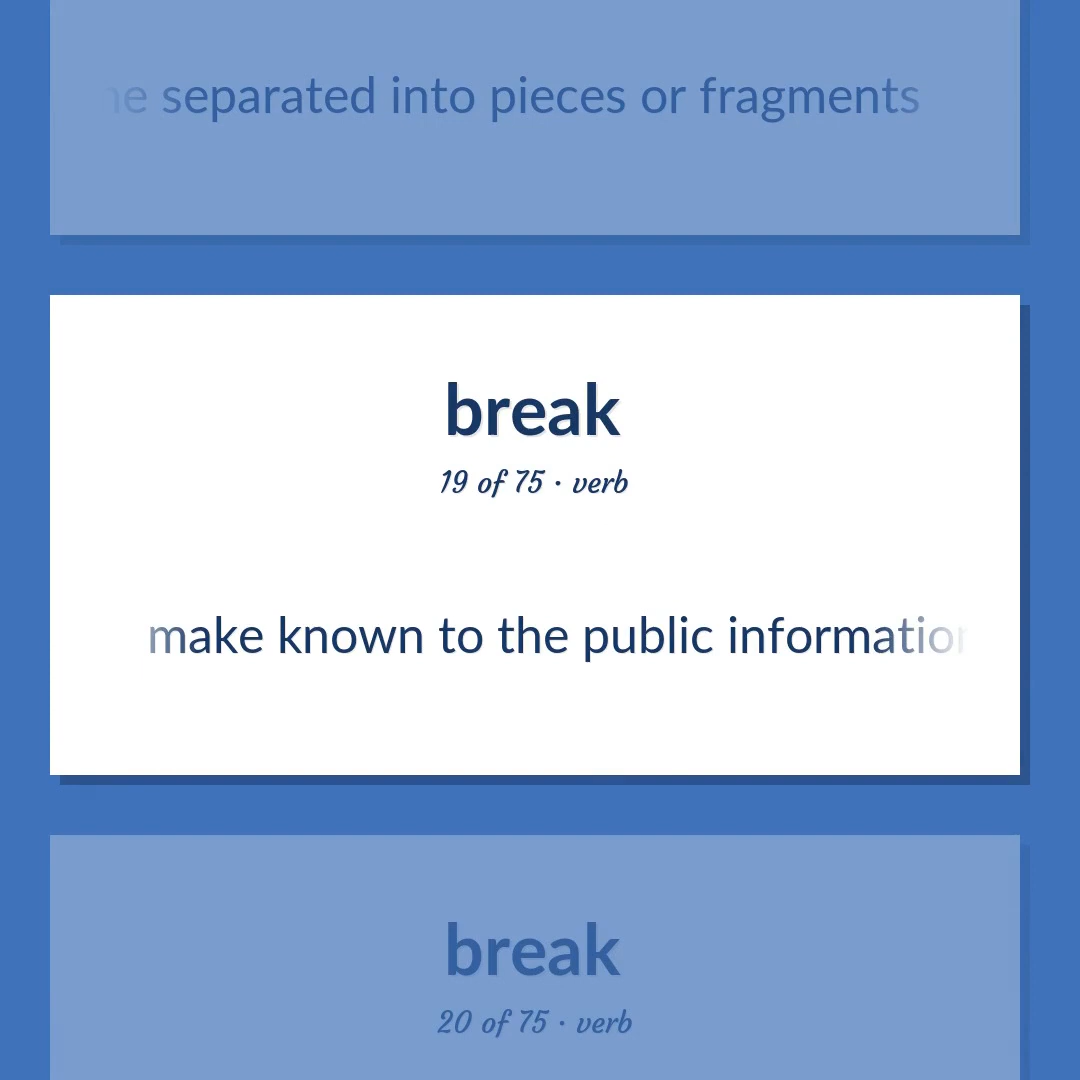 separated into pieces or fragments
break
19 of 75 · verb
make known to the public information
break
20 of 75 · verb